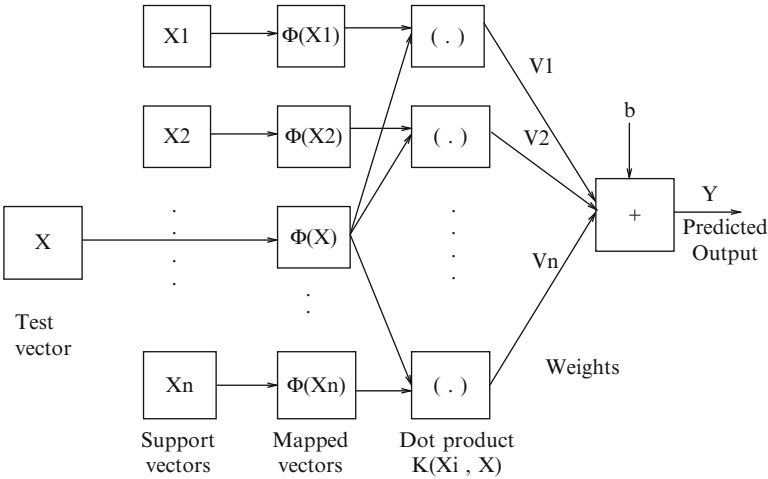 X1
Φ(X1)
( . )
V1
X2
Φ(X2)
( . )
V2
b
X
Φ(X)
+
Y
Predicted
Output
Vn
Test
vector
Xn
Φ(Xn)
( . )
Weights
Support
vectors
Mapped
vectors
Dot product
K(Xi , X)